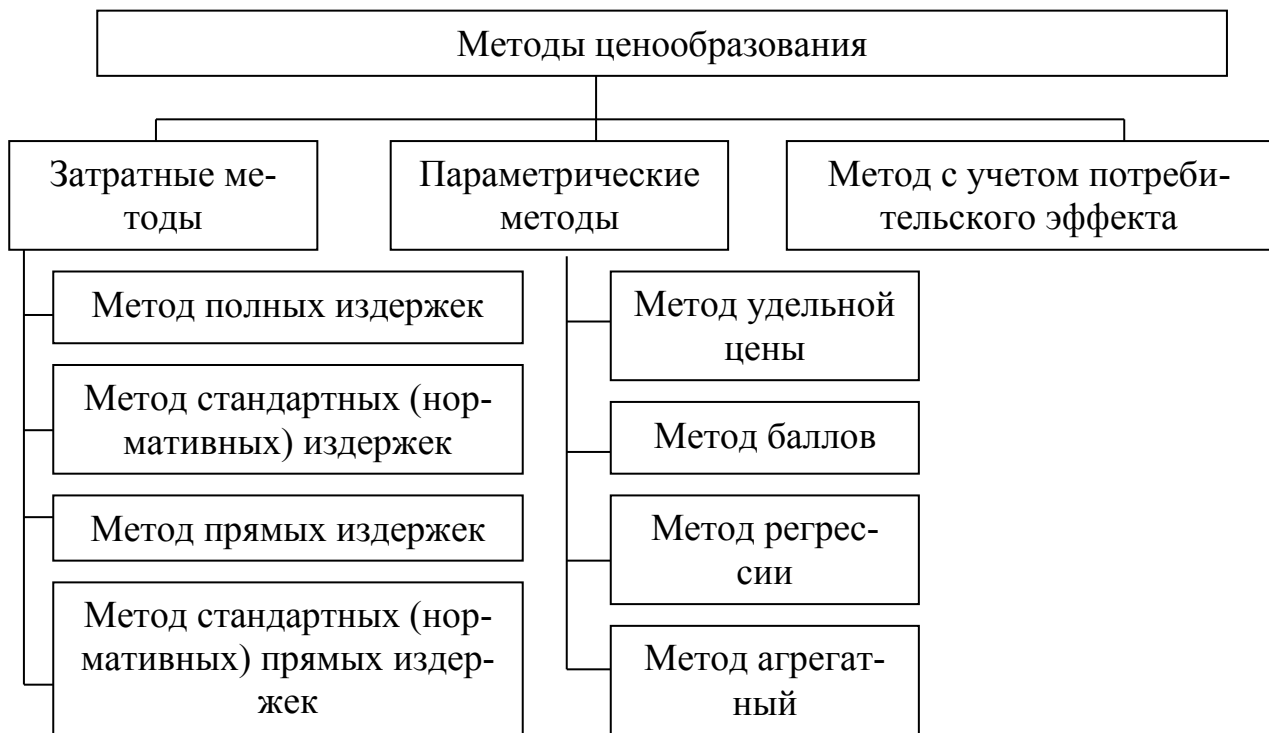 Методы ценообразования
Затратные ме-
тоды
Параметрические
методы
Метод с учетом потреби-
тельского эффекта
Метод полных издержек
Метод стандартных (нор-
мативных) издержек
Метод прямых издержек
Метод стандартных (нор-
мативных) прямых издер-
жек
Метод удельной
цены
Метод баллов
Метод регрес-
сии
Метод агрегат-
ный